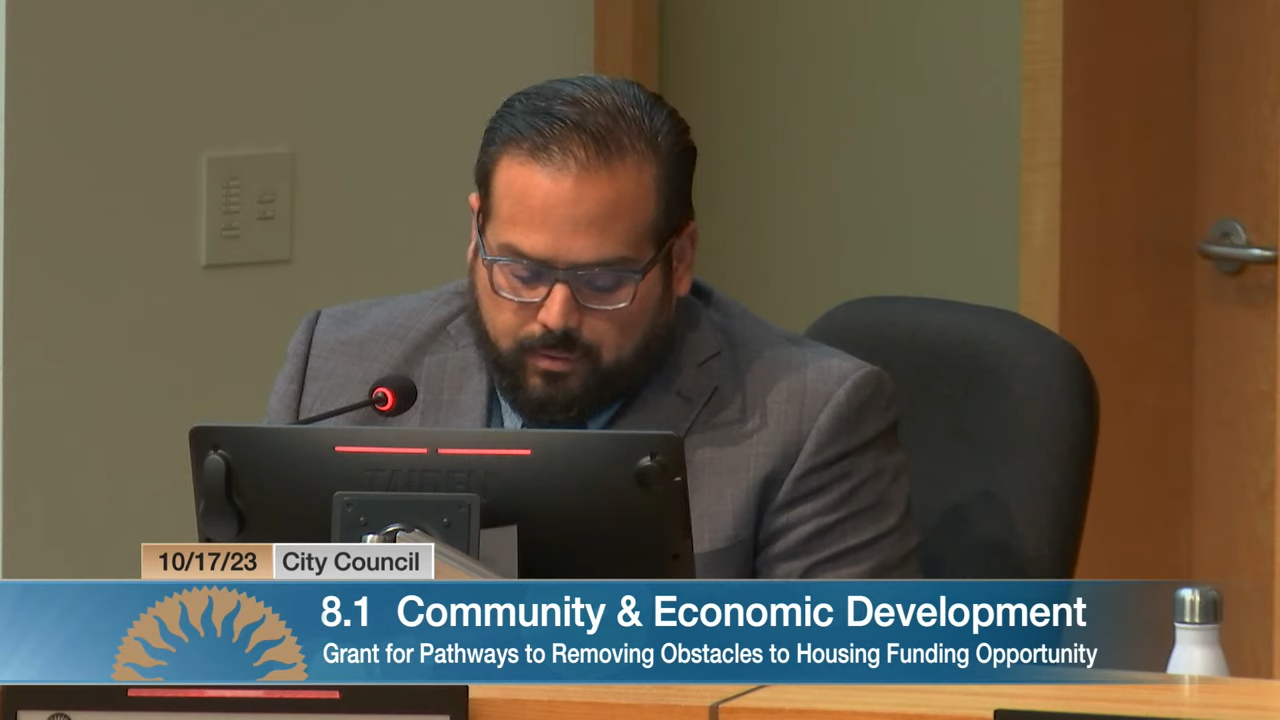 TAIDEN
10/17/23 City Council
8.1 Community & Economic Development
Grant for Pathways to Removing Obstacles to Housing Funding Opportunity